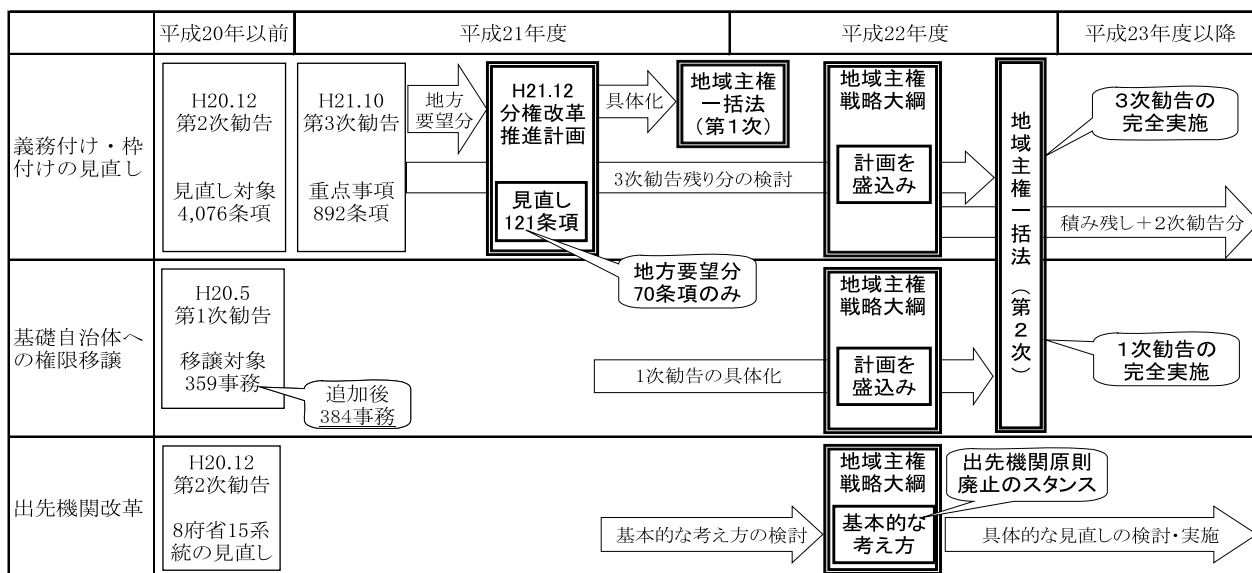 平成20年以前
平成21年度
平成22年度
平成23年度以降
義務付け・枠
付けの見直し
H20.12
第2次勧告
見直し対象
4,076条項
H21.10
第3次勧告
重点事項
892条項
地方
要望分
H21.12
分権改革
推進計画
見直し
121条項
地方要望分
70条項のみ
具体化
地域主権
一括法
（第１次）
3次勧告残り分の検討
地域主権
戦略大綱
計画を
盛込み
地域主権一括法（第２次）
３次勧告の
完全実施
積み残し＋2次勧告分
基礎自治体へ
の権限移譲
H20.5
第1次勧告
移譲対象
359事務
追加後
384事務
1次勧告の具体化
地域主権
戦略大綱
計画を
盛込み
１次勧告の
完全実施
出先機関改革
H20.12
第2次勧告
8府省15系
統の見直し
基本的な考え方の検討
地域主権
戦略大綱
基本的な
考え方
出先機関原則
廃止のスタンス
具体的な見直しの検討・実施